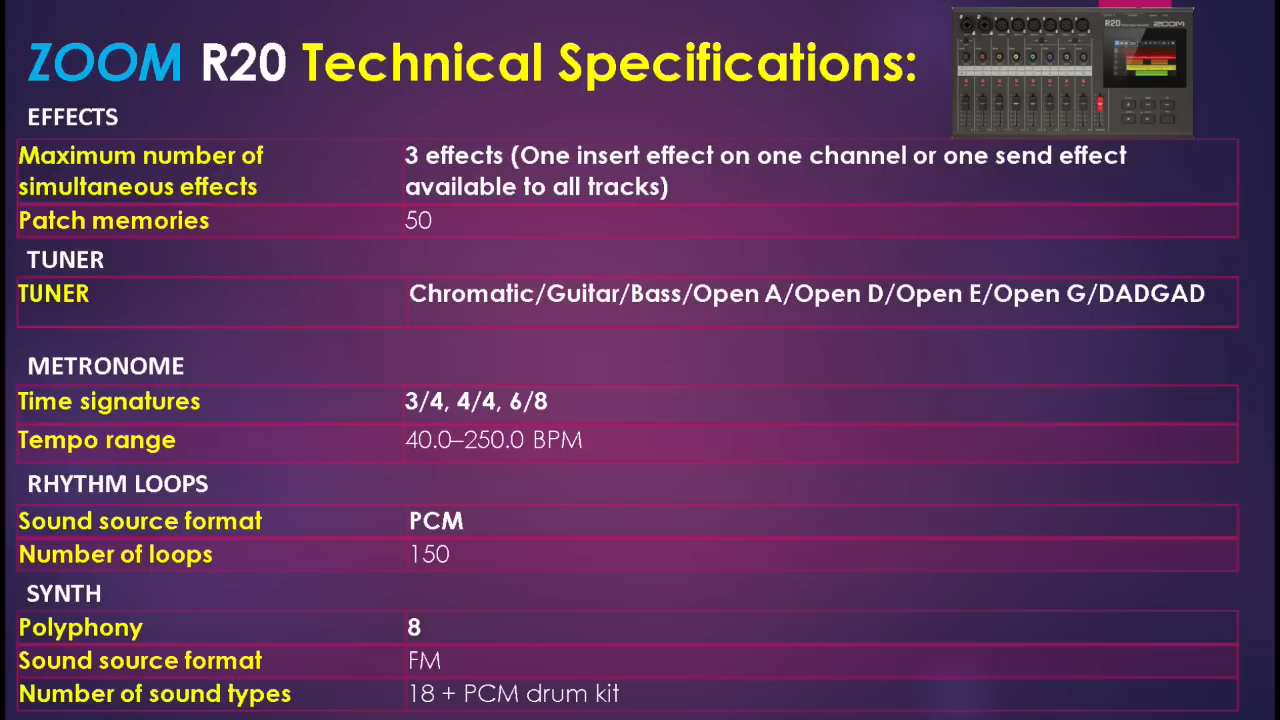 ZOOM R20 Technical Specifications:
R20 ZOOM
EFFECTS
Maximum number of simultaneous effects
3 effects (One insert effect on one channel or one send effect
available to all tracks)
Patch memories 50
TUNER
TUNER Chromatic/Guitar/Bass/Open A/Open D/Open E/Open G/DADGAD
METRONOME
Time signatures 3/4, 4/4, 6/8
Tempo range 40.0–250.0 BPM
RHYTHM LOOPS
Sound source format PCM
Number of loops 150
SYNTH
Polyphony 8
Sound source format FM
Number of sound types 18 + PCM drum kit